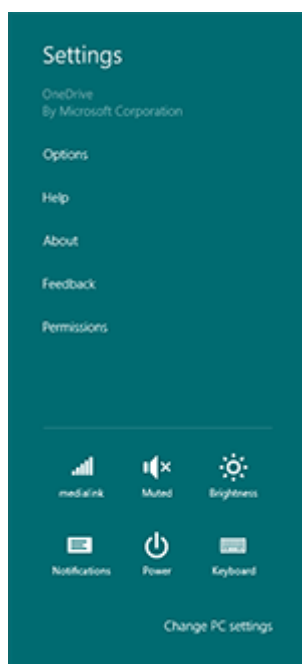 Settings
OneDrive
By Microsoft Corporation
Options
Help
About
Feedback
Permissions
medialink Muted Brightness
Notifications Power Keyboard
Change PC settings